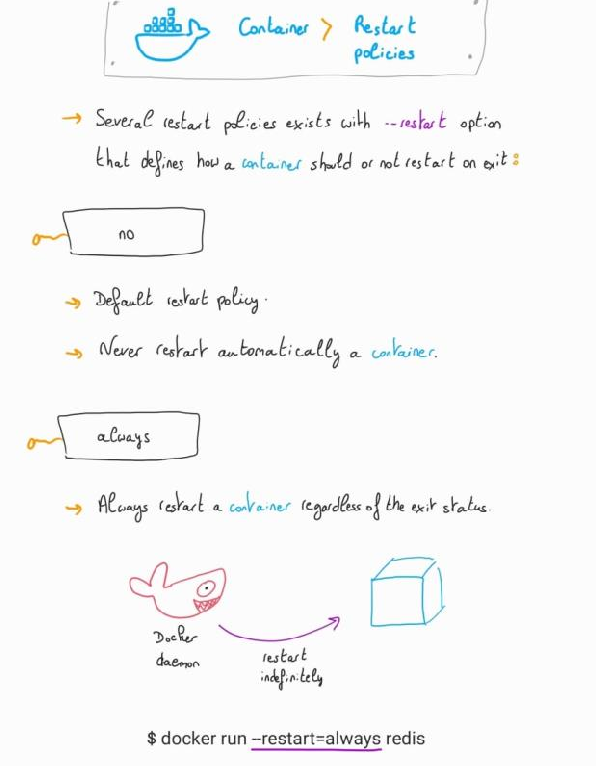 Container > Restart
policies
→ Several restart policies exists with --restart option
that defines how a container should or not restart on exit :
no
→ Default restart policy.
→ Never restart automatically a container.
always
→ Always restart a container regardless of the exit status.
Docker
daemon
restart
indefinitely
$ docker run --restart=always redis